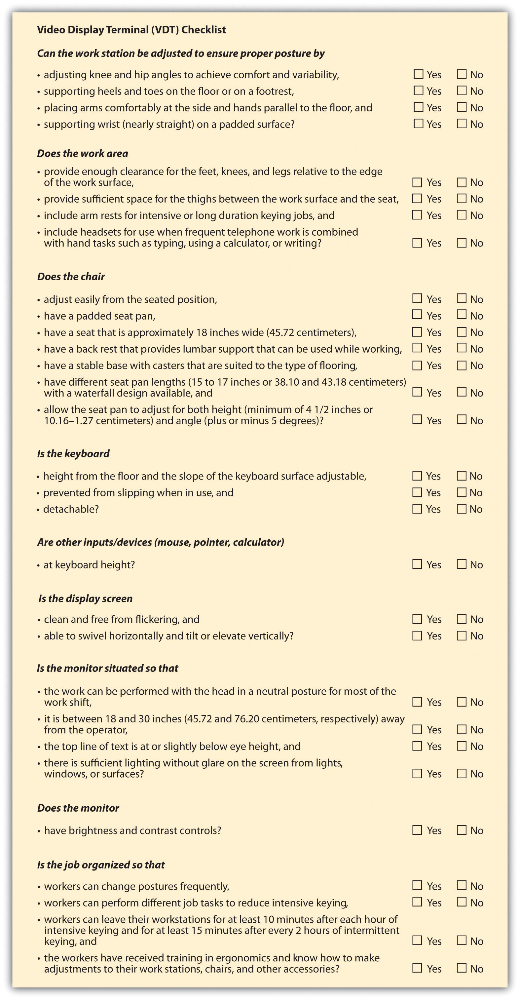 Video Display Terminal (VDT) Checklist
Can the work station be adjusted to ensure proper posture by
• adjusting knee and hip angles to achieve comfort and variability, Yes No
• supporting heels and toes on the floor or on a footrest, Yes No
• placing arms comfortably at the side and hands parallel to the floor, and Yes No
• supporting wrist (nearly straight) on a padded surface? Yes No
Does the work area
• provide enough clearance for the feet, knees, and legs relative to the edge
of the work surface, Yes No
• provide sufficient space for the thighs between the work surface and the seat, Yes No
• include arm rests for intensive or long duration keying jobs, and Yes No
• include headsets for use when frequent telephone work is combined
with hand tasks such as typing, using a calculator, or writing? Yes No
Does the chair
• adjust easily from the seated position, Yes No
• have a padded seat pan, Yes No
• have a seat that is approximately 18 inches wide (45.72 centimeters), Yes No
• have a back rest that provides lumbar support that can be used while working, Yes No
• have a stable base with casters that are suited to the type of flooring, Yes No
• have different seat pan lengths (15 to 17 inches or 38.10 and 43.18 centimeters)
with a waterfall design available, and Yes No
• allow the seat pan to adjust for both height (minimum of 4 1/2 inches or
10.16–1.27 centimeters) and angle (plus or minus 5 degrees)? Yes No
Is the keyboard
• height from the floor and the slope of the keyboard surface adjustable, Yes No
• prevented from slipping when in use, and Yes No
• detachable? Yes No
Are other inputs/devices (mouse, pointer, calculator)
• at keyboard height? Yes No
Is the display screen
• clean and free from flickering, and Yes No
• able to swivel horizontally and tilt or elevate vertically? Yes No
Is the monitor situated so that
• the work can be performed with the head in a neutral posture for most of the
work shift, Yes No
• it is between 18 and 30 inches (45.72 and 76.20 centimeters, respectively) away
from the operator, Yes No
• the top line of text is at or slightly below eye height, and Yes No
• there is sufficient lighting without glare on the screen from lights,
windows, or surfaces? Yes No
Does the monitor
• have brightness and contrast controls? Yes No
Is the job organized so that
• workers can change postures frequently, Yes No
• workers can perform different job tasks to reduce intensive keying, Yes No
• workers can leave their workstations for at least 10 minutes after each hour of
intensive keying and for at least 15 minutes after every 2 hours of intermittent
keying, and Yes No
• the workers have received training in ergonomics and know how to make
adjustments to their work stations, chairs, and other accessories? Yes No